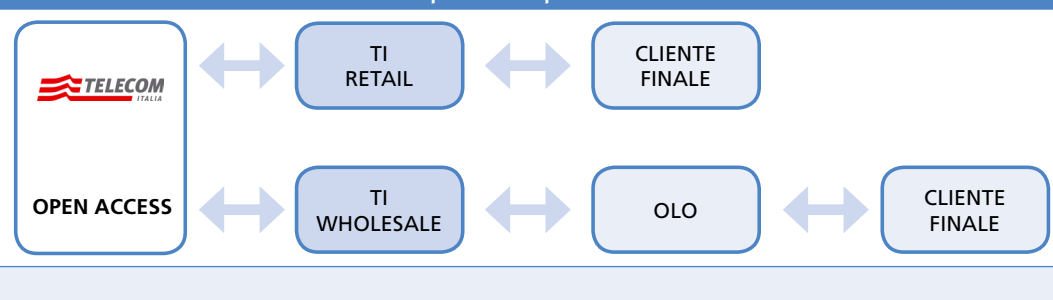 TELECOM
ITALIA
OPEN ACCESS
TI
RETAIL
CLIENTE
FINALE
TI
WHOLESALE
OLO
CLIENTE
FINALE